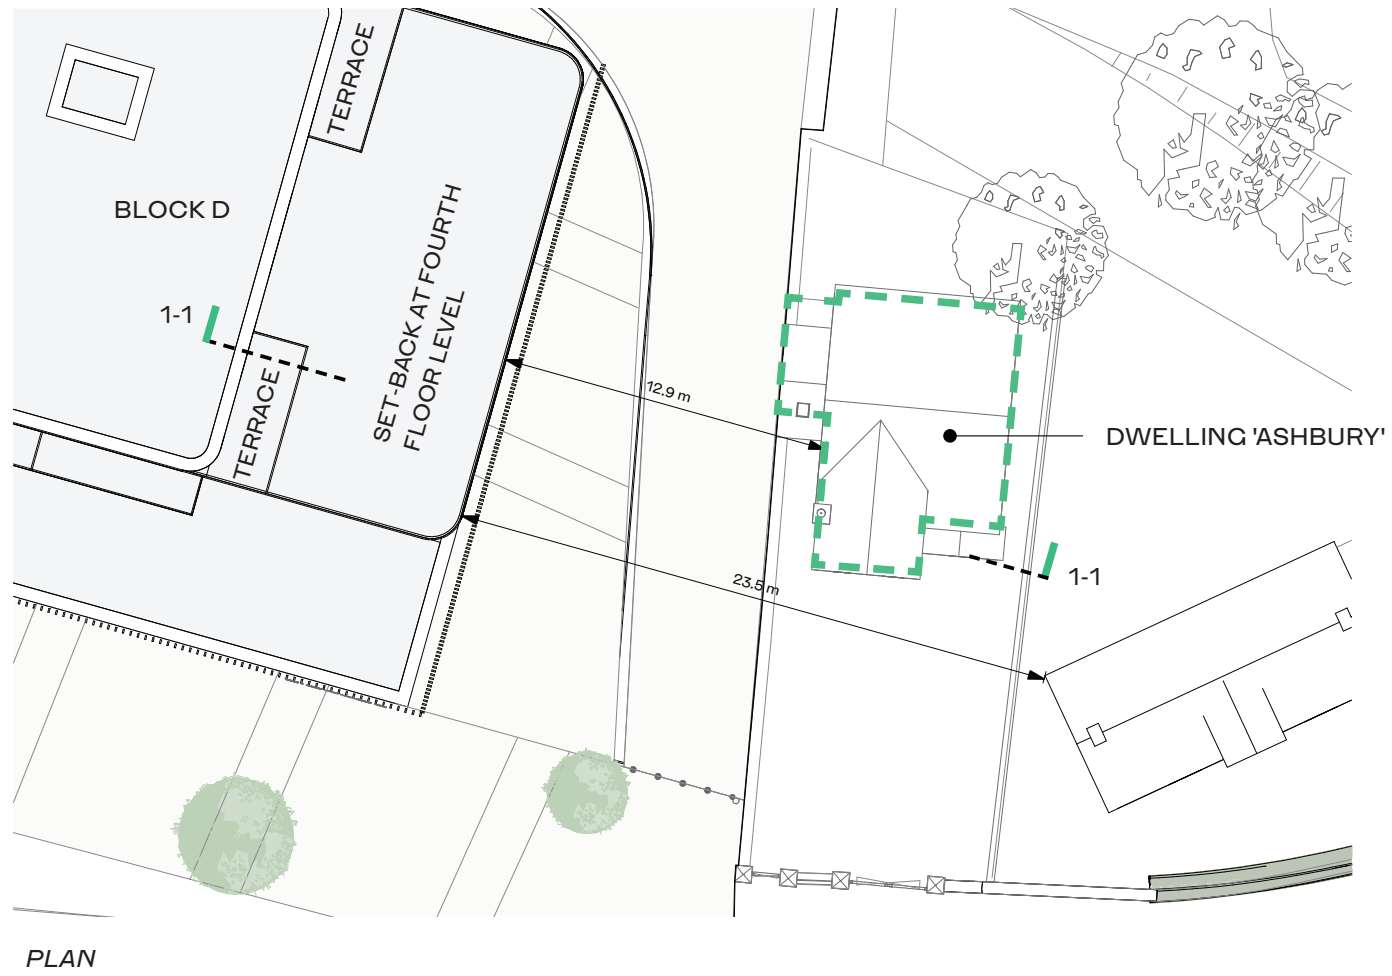 TERRACE
BLOCK D
SET-BACK AT FOURTH
FLOOR LEVEL
1-1
TERRACE
12.9 m
DWELLING 'ASHBURY'
23.5 m
1-1
PLAN